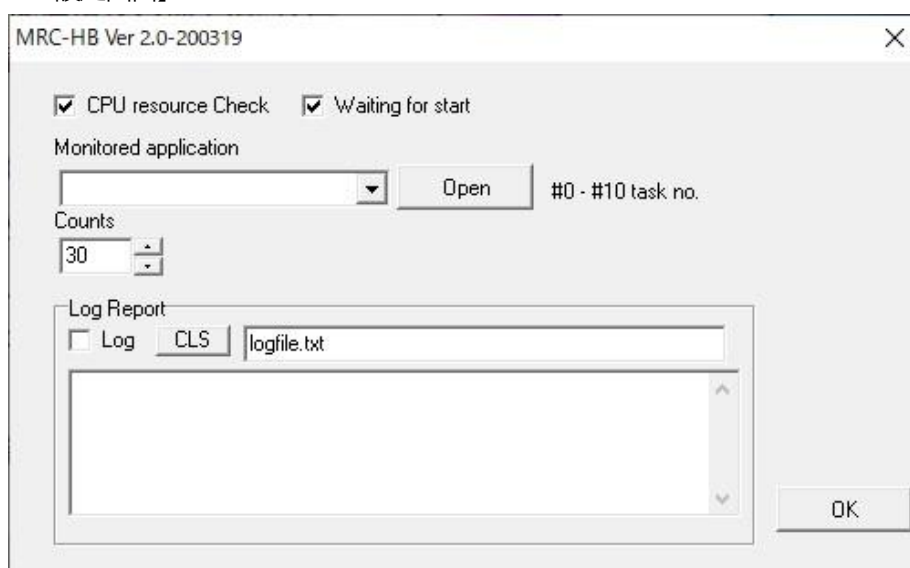 MRC-HB Ver 2.0-200319
CPU resource Check Waiting for start
Monitored application
Open #0 - #10 task no.
Counts
30
Log Report
Log CLS logfile.txt
OK